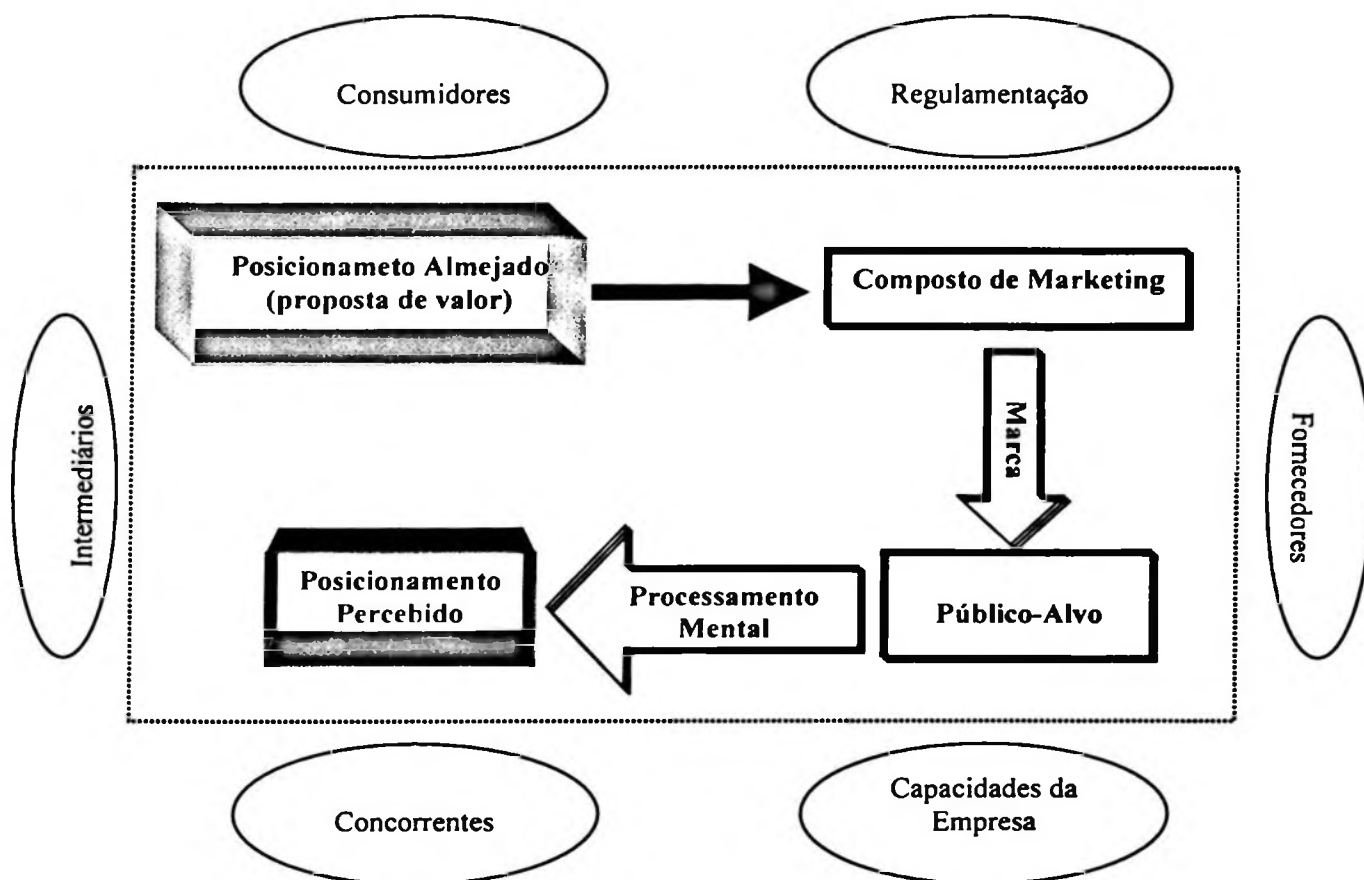 Consumidores
Regulamentação
Posicionameto Almejado
(proposta de valor)
Composto de Marketing
Marca
Intermediários
Fornecedores
Posicionamento
Percebido
Processamento
Mental
Público-Alvo
Concorrentes
Capacidades da
Empresa